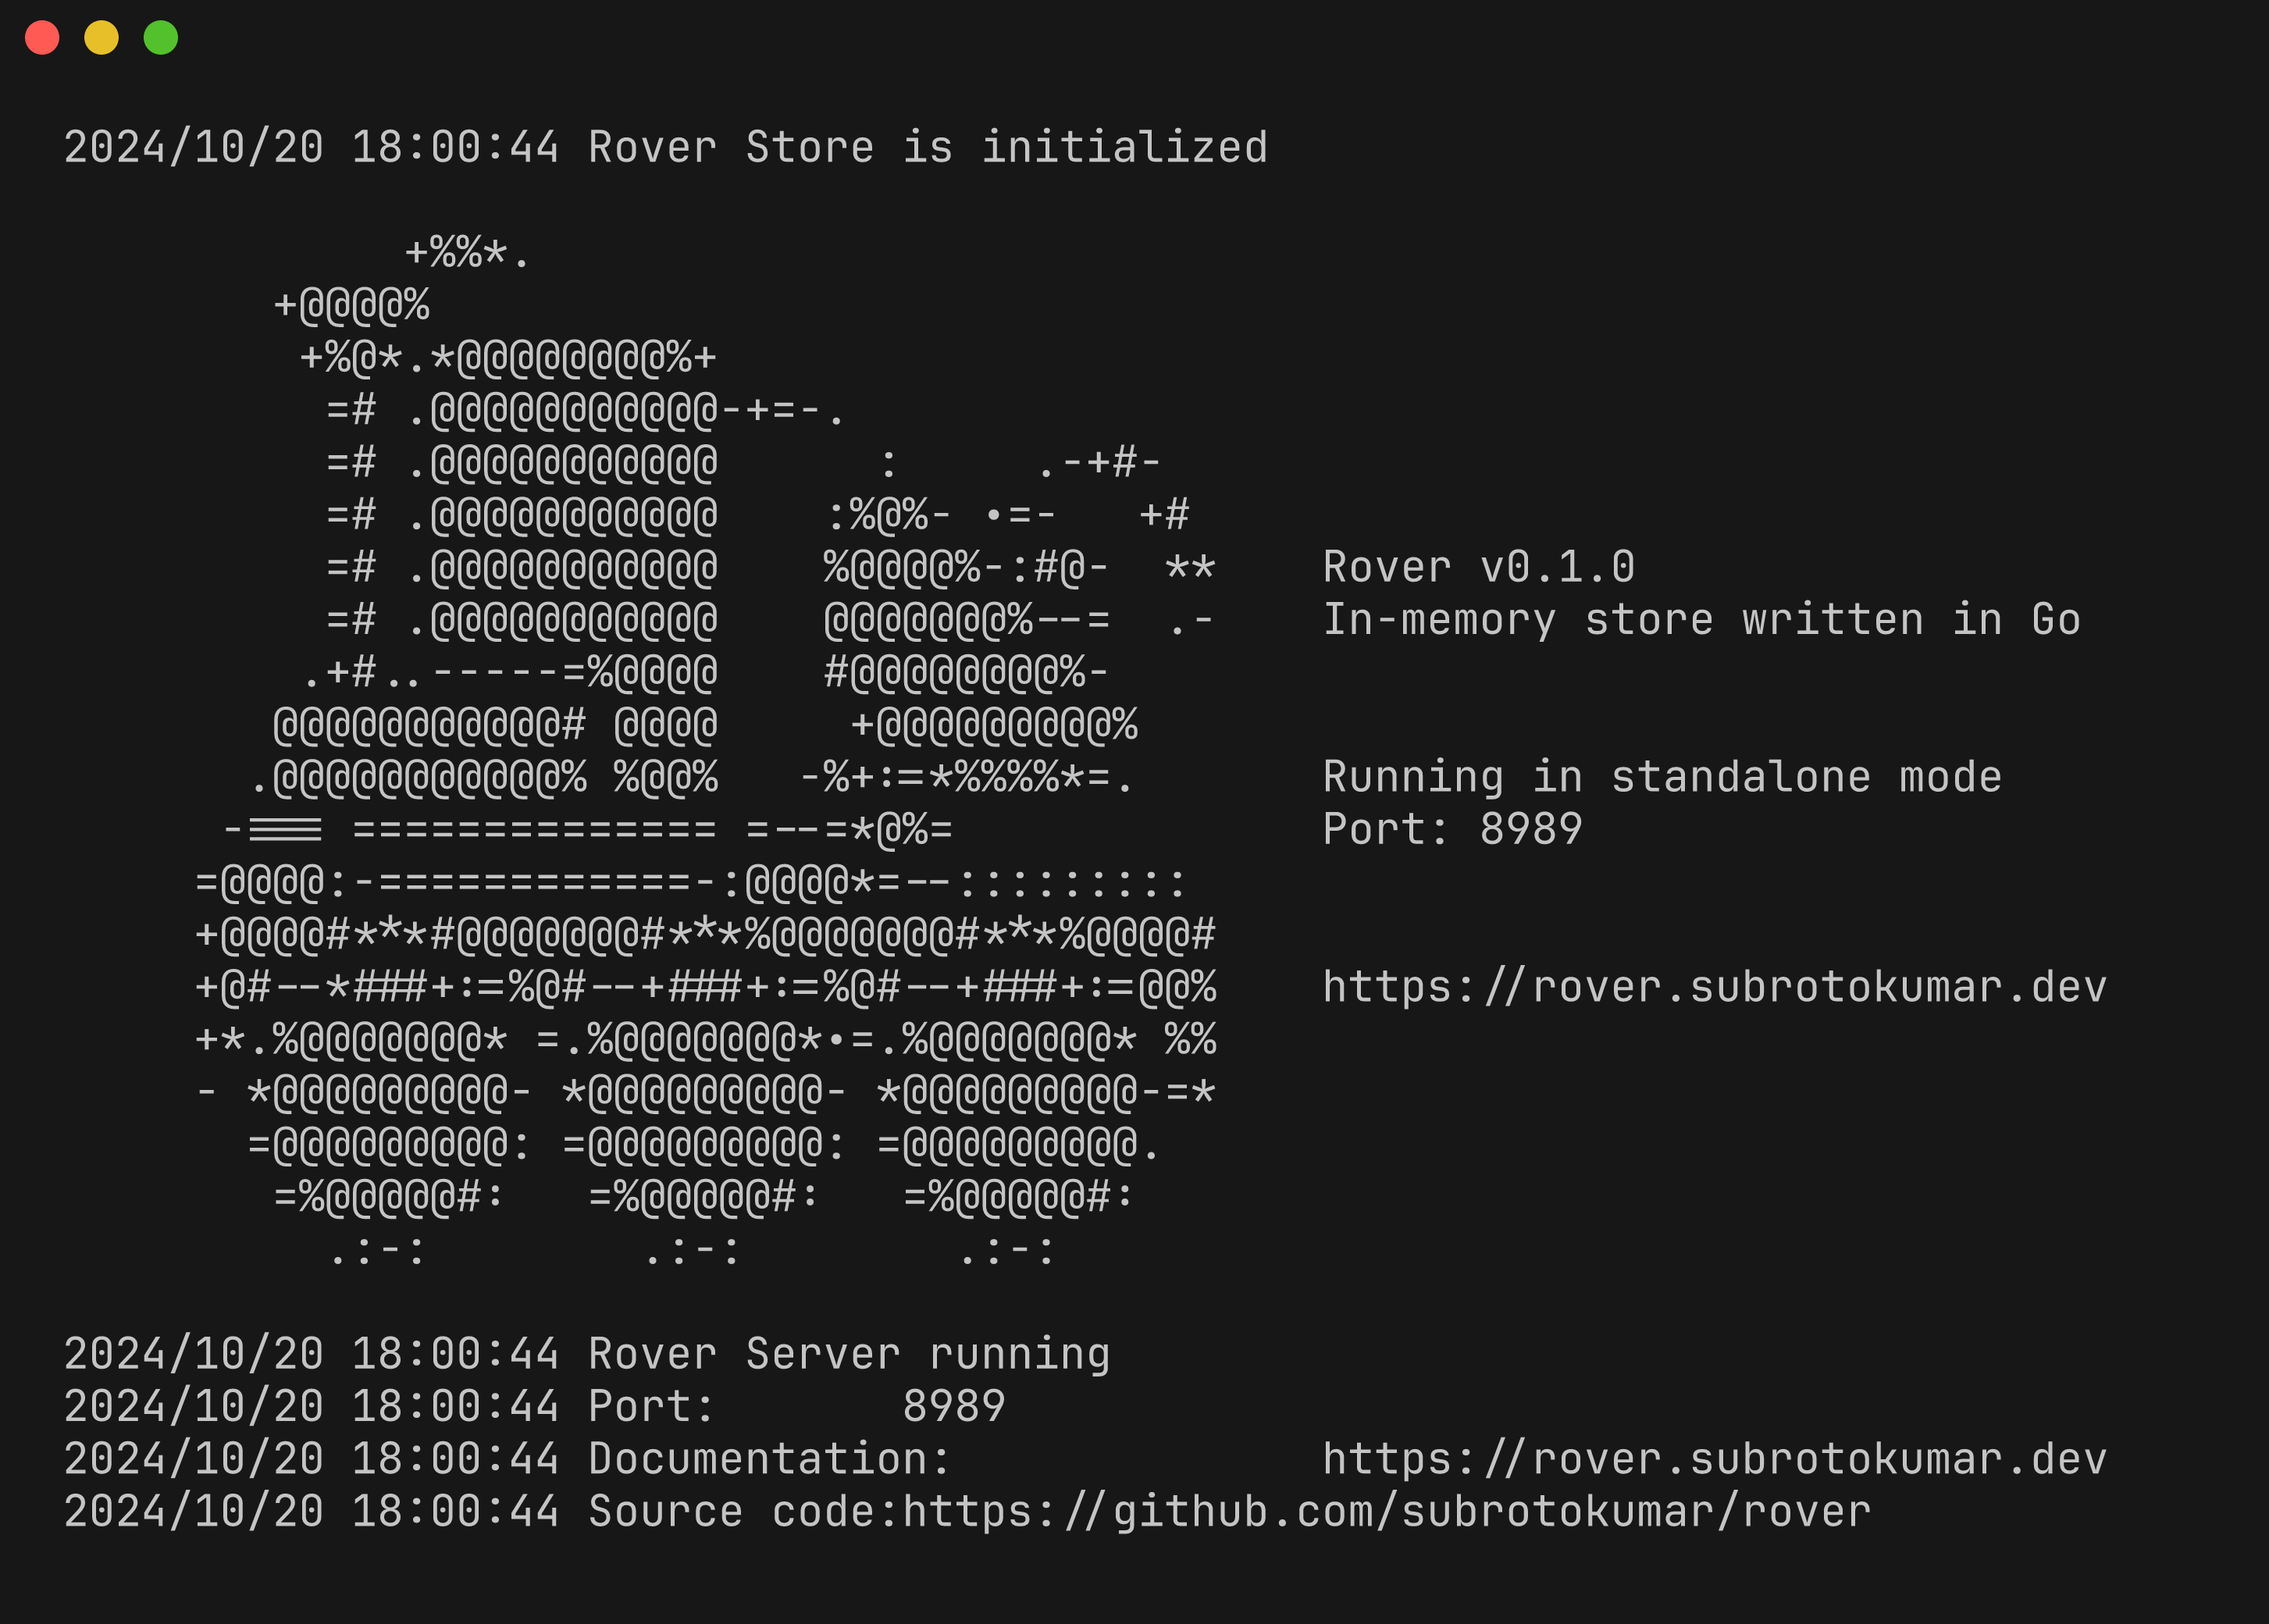 2024/10/20 18:00:44 Rover Store is initialized

                +%%*.
           +@@@@%
            +%@*.*@@@@@@@@%+
             =# .@@@@@@@@@@@-+=-.
             =# .@@@@@@@@@@@      :     .-+#-
             =# .@@@@@@@@@@@    :%@%- •=-   +#
             =# .@@@@@@@@@@@    %@@@@%-:#@-  **    Rover v0.1.0
             =# .@@@@@@@@@@@    @@@@@@@%--=  .-    In-memory store written in Go
            .+#..-----=%@@@@    #@@@@@@@@%-
           @@@@@@@@@@@# @@@@     +@@@@@@@@@%
          .@@@@@@@@@@@% %@@%   -%+:=*%%%%*=.       Running in standalone mode
         -=== ============== =--=*@%=              Port: 8989
        =@@@@:-============-:@@@@*=--:::::::::
        +@@@@#***#@@@@@@@#***%@@@@@@@#***%@@@@#
        +@#--*###+:=%@#--+###+:=%@#--+###+:=@@%    https://rover.subrotokumar.dev
        +*.%@@@@@@@* =.%@@@@@@@*•=.%@@@@@@@* %%
        - *@@@@@@@@@- *@@@@@@@@@- *@@@@@@@@@-=*
          =@@@@@@@@@: =@@@@@@@@@: =@@@@@@@@@.
           =%@@@@@#:   =%@@@@@#:   =%@@@@@#:
             .:-:        .:-:        .:-:

2024/10/20 18:00:44 Rover Server running
2024/10/20 18:00:44 Port:       8989
2024/10/20 18:00:44 Documentation:              https://rover.subrotokumar.dev
2024/10/20 18:00:44 Source code:https://github.com/subrotokumar/rover